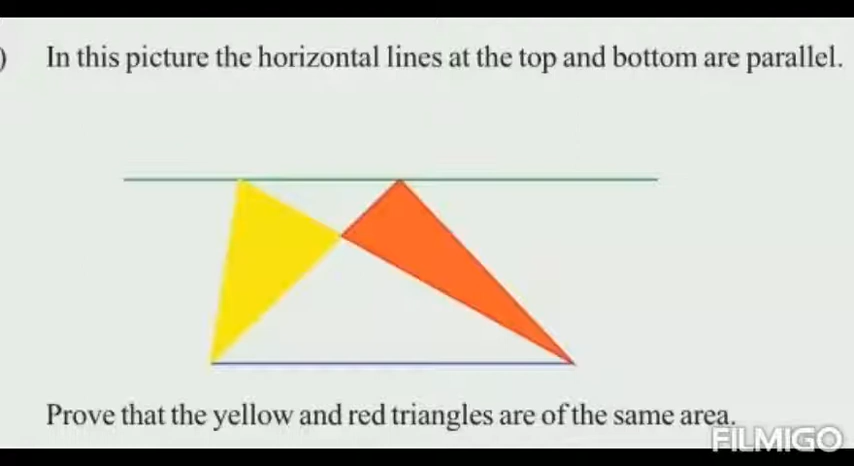 ) In this picture the horizontal lines at the top and bottom are parallel.
Prove that the yellow and red triangles are of the same area.
FILMIGO